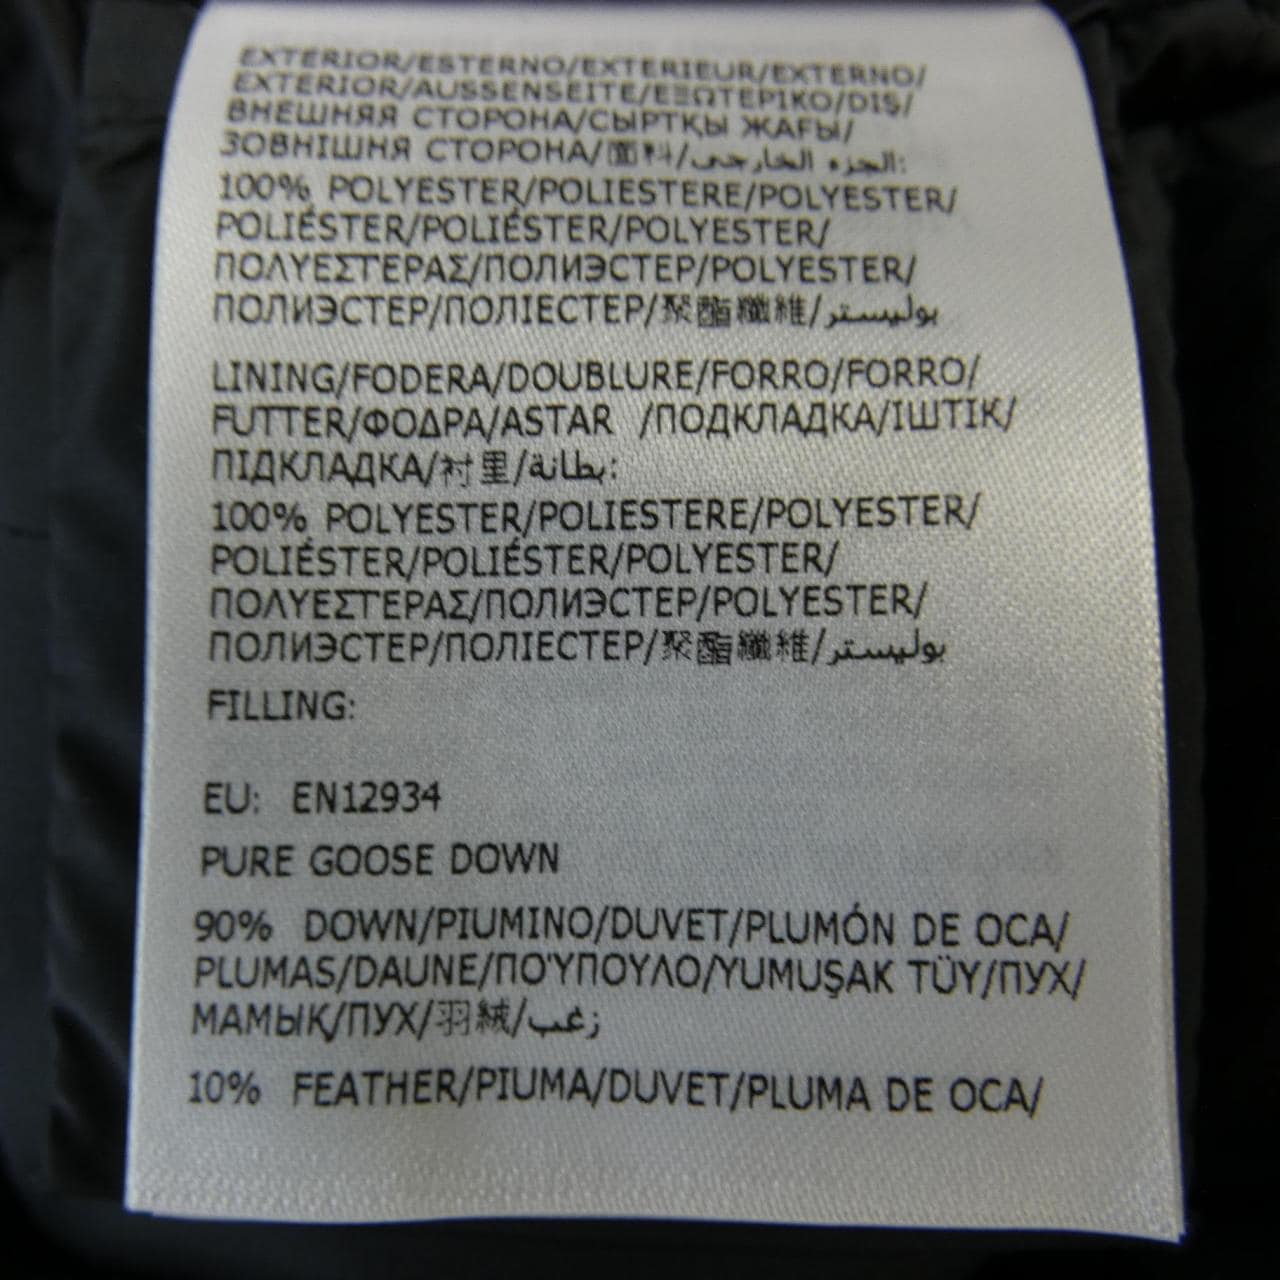 EXTERIOR/ESTERNO/EXTERIEUR/EXTERNO/
EXTERIOR/AUSSENSEITE/ΕΞΩΤΕΡΙΚΟ/DIŞ/
ВНЕШНЯЯ СТОРОНА/СЫРТҚЫ ЖАҒЫ/
ЗОВНІШНЯ СТОРОНА/面料/الجزء الخارجي:
100% POLYESTER/POLIESTERE/POLYESTER/
POLIÉSTER/POLIÉSTER/POLYESTER/
ΠΟΛΥΕΣΤΕΡΑΣ/ПОЛИЭСТЕР/POLYESTER/
ПОЛИЭСТЕР/ПОЛІЕСТЕР/聚酯纖維/بوليستر
LINING/FODERA/DOUBLURE/FORRO/FORRO/
FUTTER/ΦΟΔΡΑ/ASTAR /ПОДКЛАДКА/ІШТІК/
ПІДКЛАДКА/衬里/بطانة:
100% POLYESTER/POLIESTERE/POLYESTER/
POLIÉSTER/POLIÉSTER/POLYESTER/
ΠΟΛΥΕΣΤΕΡΑΣ/ПОЛИЭСТЕР/POLYESTER/
ПОЛИЭСТЕР/ПОЛІЕСТЕР/聚酯纖維/بوليستر
FILLING:
EU: EN12934
PURE GOOSE DOWN
90% DOWN/PIUMINO/DUVET/PLUMÓN DE OCA/
PLUMAS/DAUNE/ΠΟΎΠΟΥΛΟ/YUMUŞAK TÜY/ПУХ/
МАМЫҚ/ПУХ/羽絨/زغب
10% FEATHER/PIUMA/DUVET/PLUMA DE OCA/